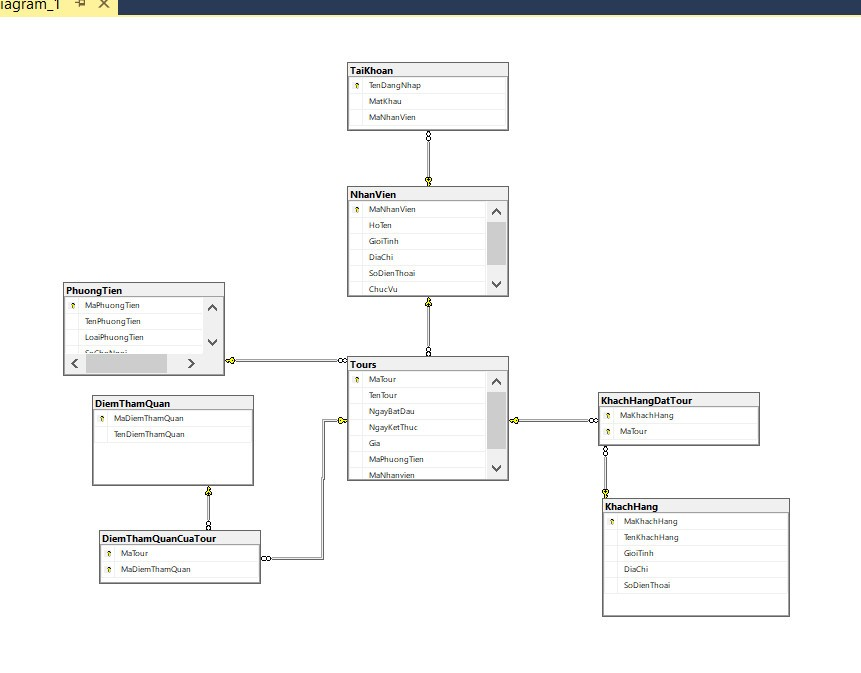 iagram_1
TaiKhoan
TenDangNhap
MatKhau
MaNhanVien
NhanVien
MaNhanVien
HoTen
GioiTinh
DiaChi
SoDienThoai
ChucVu
PhuongTien
MaPhuongTien
TenPhuongTien
LoaiPhuongTien
Tours
MaTour
TenTour
NgayBatDau
NgayKetThuc
Gia
MaPhuongTien
MaNhanvien
DiemThamQuan
MaDiemThamQuan
TenDiemThamQuan
KhachHangDatTour
MaKhachHang
MaTour
DiemThamQuanCuaTour
MaTour
MaDiemThamQuan
KhachHang
MaKhachHang
TenKhachHang
GioiTinh
DiaChi
SoDienThoai